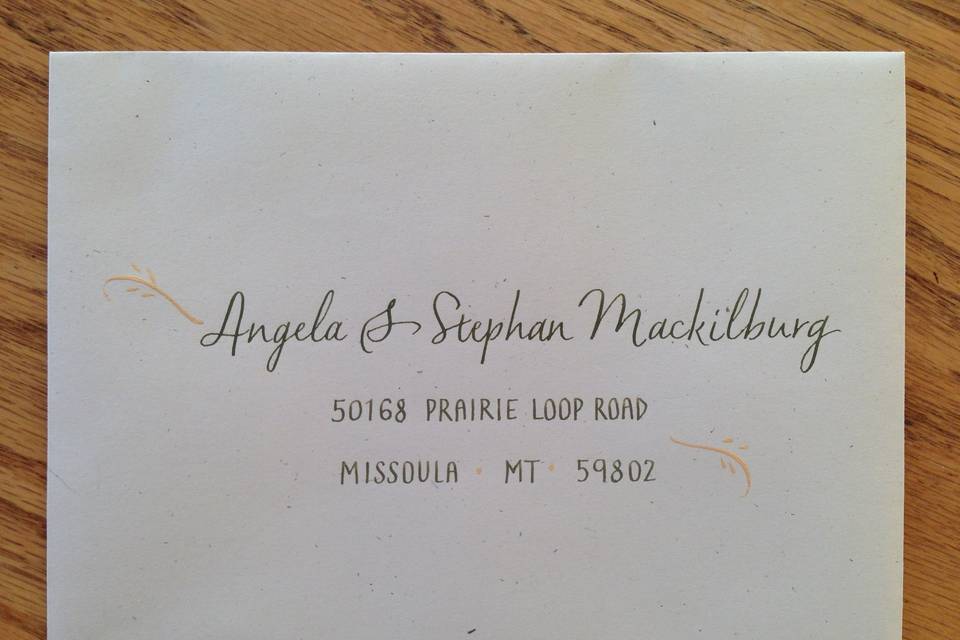 Angela & Stephan Mackilburg
50168 PRAIRIE LOOP ROAD
MISSOULA • MT • 59802